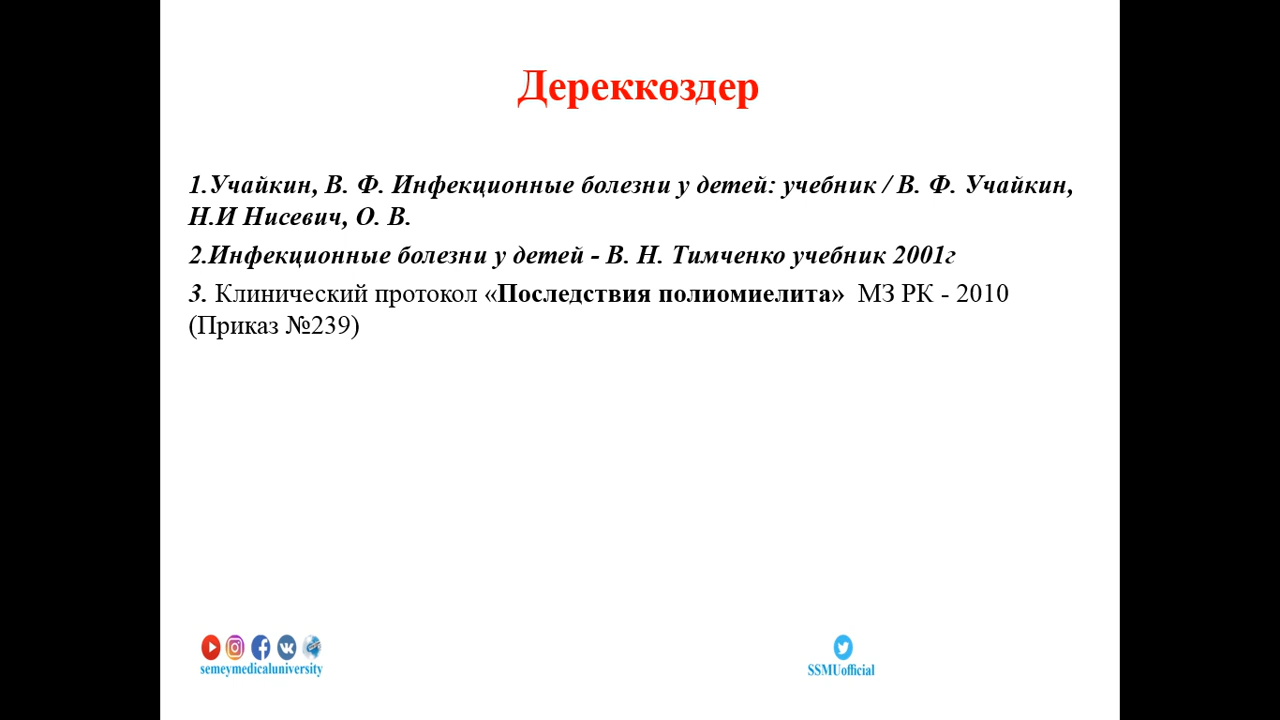 Дереккөздер
1.Учайкин, В. Ф. Инфекционные болезни у детей: учебник / В. Ф. Учайкин,
Н.И Нисевич, О. В.
2.Инфекционные болезни у детей - В. Н. Тимченко учебник 2001г
3. Клинический протокол «Последствия полиомиелита» МЗ РК - 2010
(Приказ №239)
semeymedicaluniversity
SSMUofficial